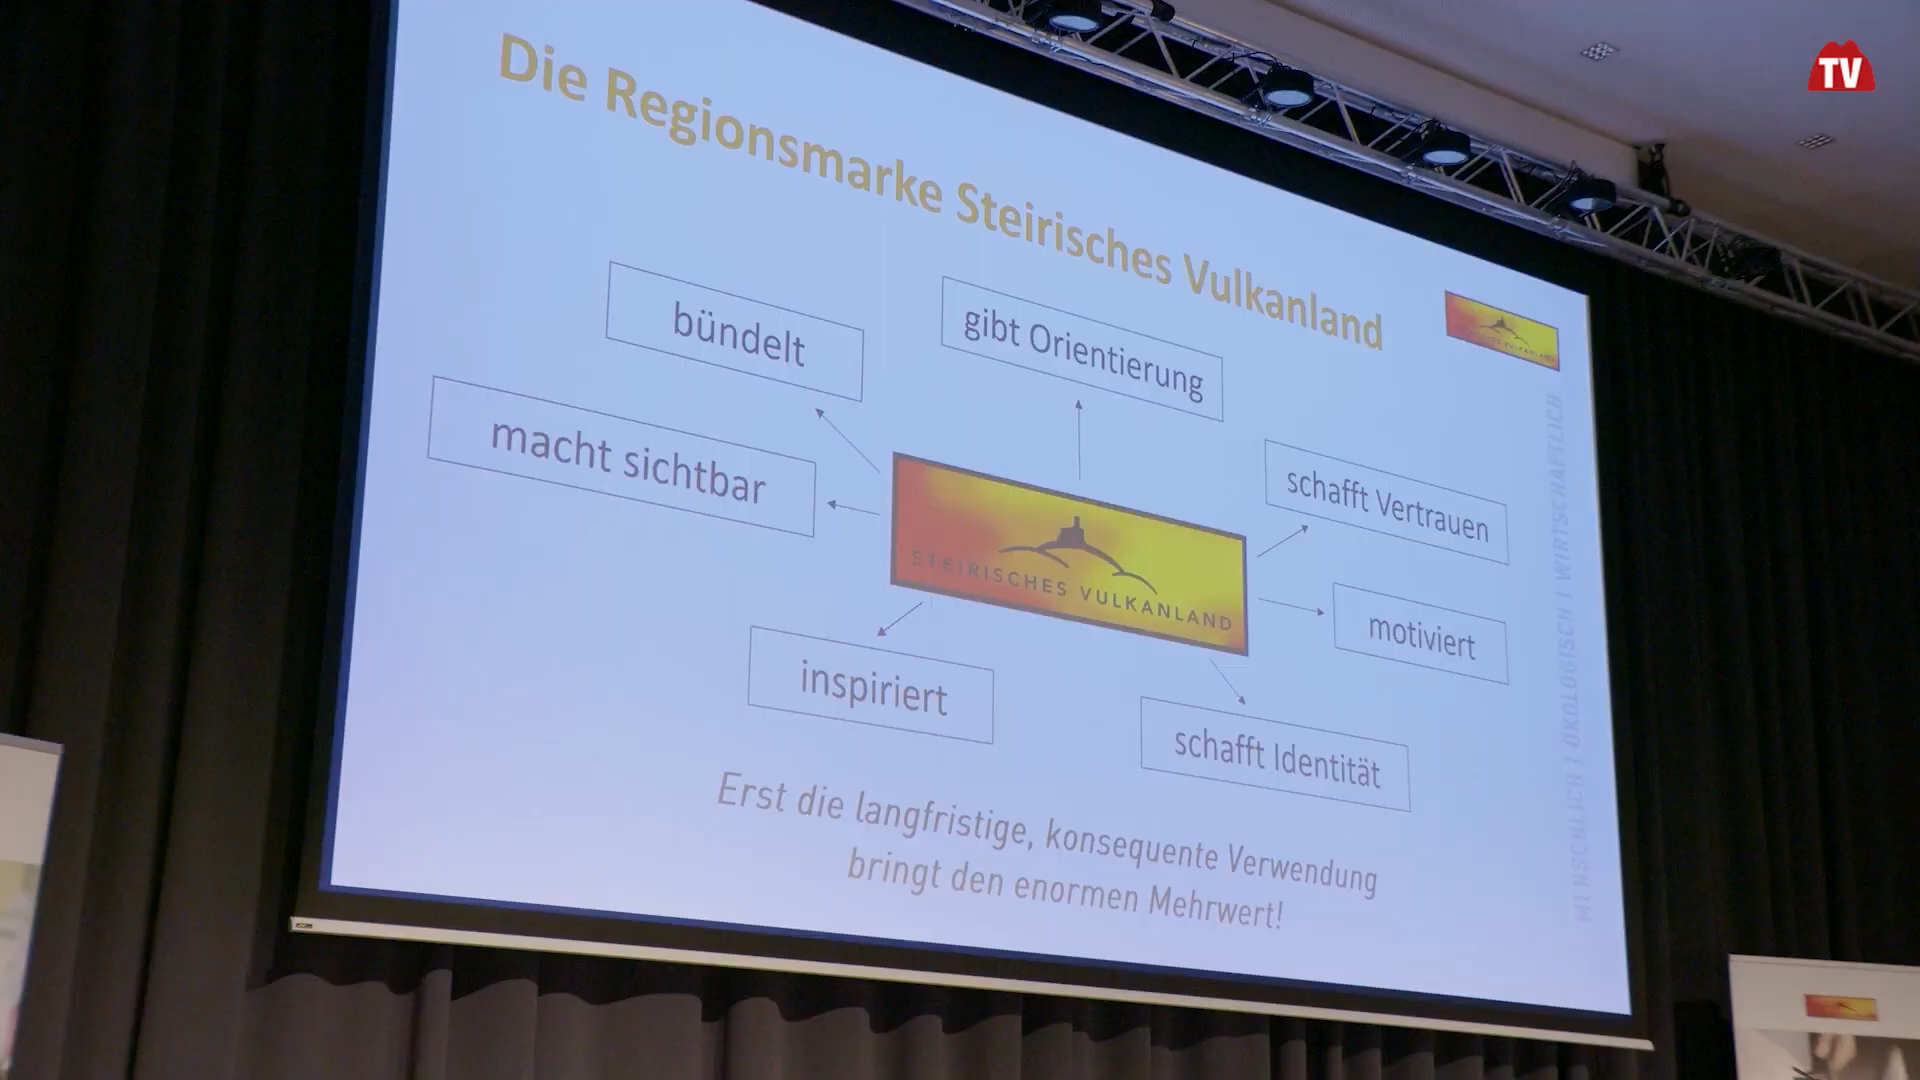 TV
Die Regionsmarke Steirisches Vulkanland
bündelt
gibt Orientierung
macht sichtbar
schafft Vertrauen
STEIRISCHES VULKANLAND
motiviert
inspiriert
schafft Identität
Erst die langfristige, konsequente Verwendung
bringt den enormen Mehrwert!
MENSCHLICH I ÖKOLOGISCH I WIRTSCHAFTLICH